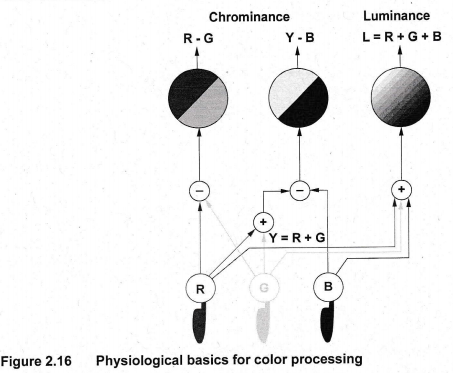 Chrominance Luminance
R - G Y - B L = R + G + B
− − +
+
Y = R + G
R G B
Figure 2.16 Physiological basics for color processing